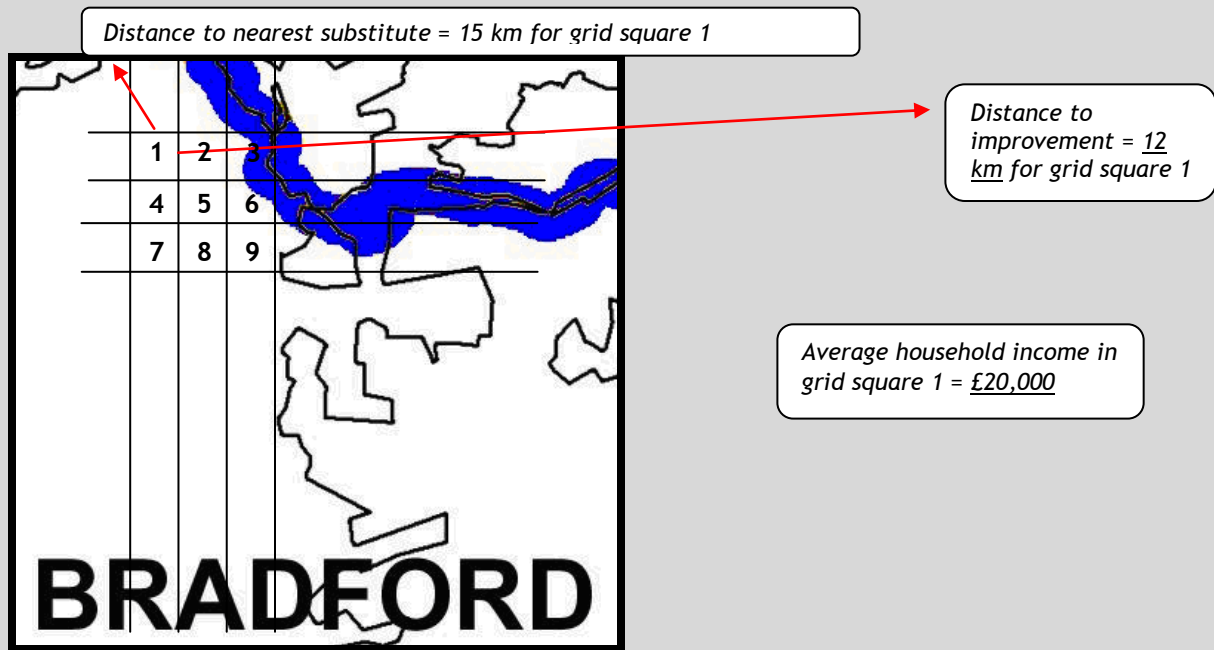 Distance to nearest substitute = 15 km for grid square 1
Distance to
improvement = 12
km for grid square 1
1 2 3
4 5 6
7 8 9
Average household income in
grid square 1 = £20,000
BRADFORD